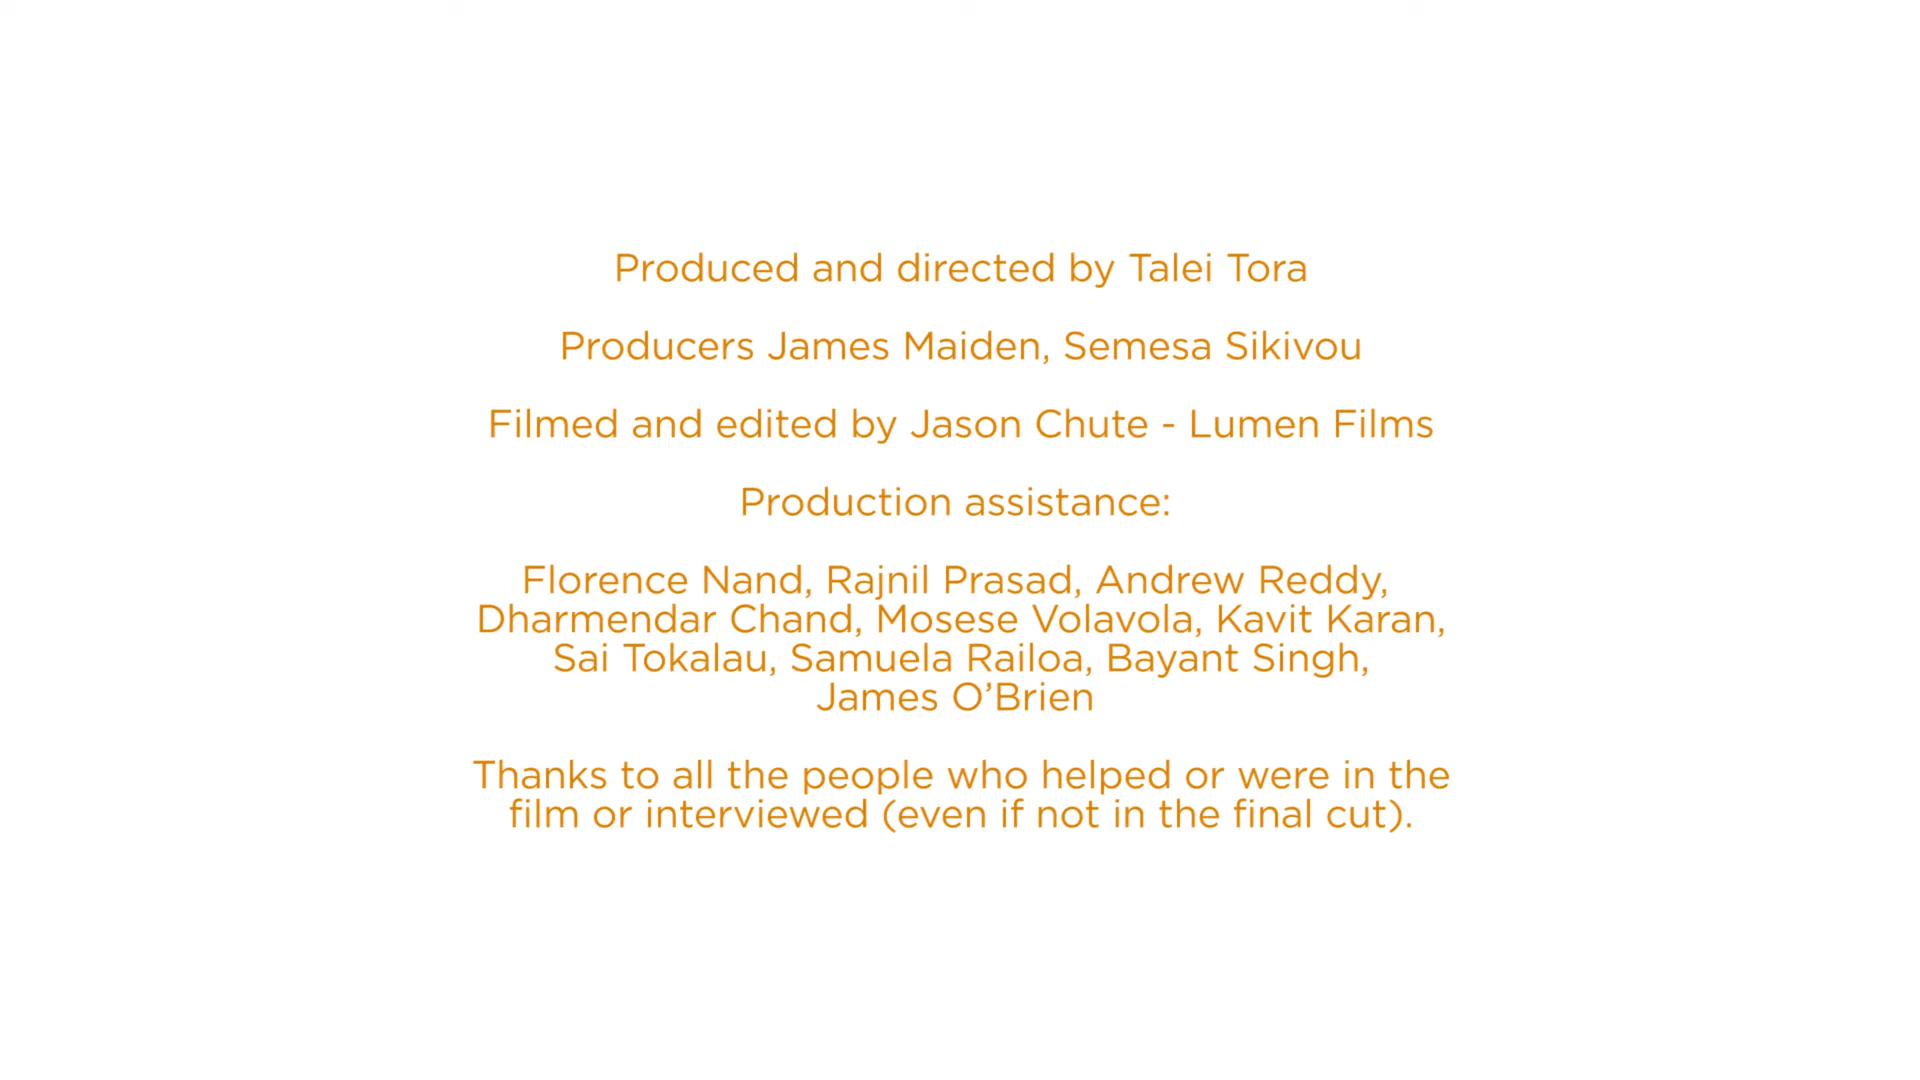 Produced and directed by Talei Tora
Producers James Maiden, Semesa Sikivou
Filmed and edited by Jason Chute - Lumen Films
Production assistance:
Florence Nand, Rajnil Prasad, Andrew Reddy,
Dharmendar Chand, Mosese Volavola, Kavit Karan,
Sai Tokalau, Samuela Railoa, Bayant Singh,
James O’Brien
Thanks to all the people who helped or were in the
film or interviewed (even if not in the final cut).